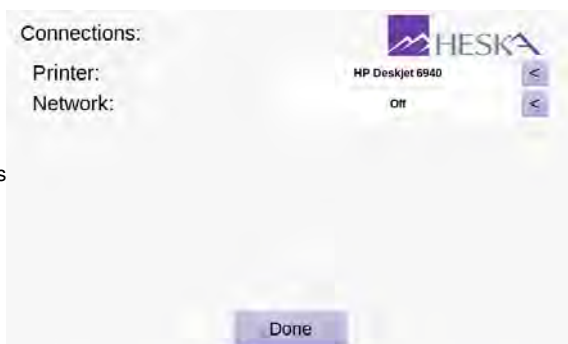 Connections:
HESKA
Printer: HP Deskjet 6940 <
Network: Off <
s
Done